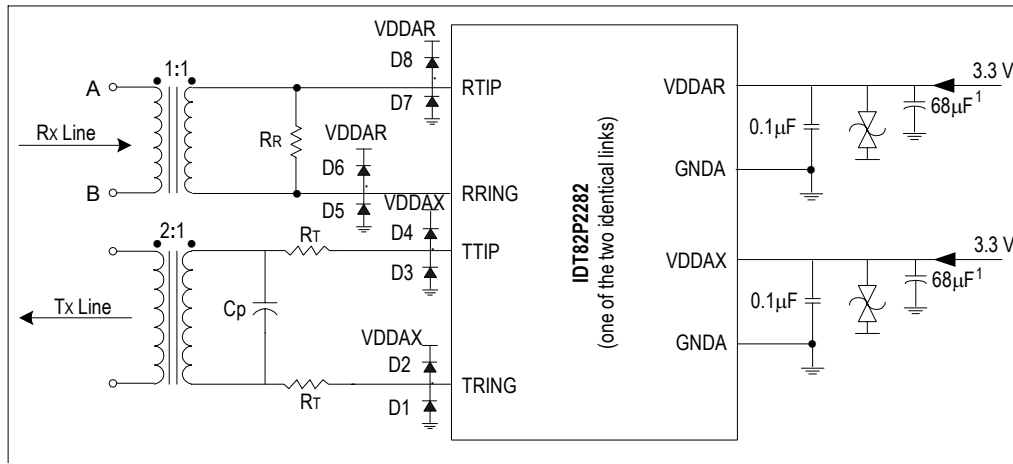 VDDAR
D8
1:1
A
RTIP
D7
VDDAR
3.3 V
68µF1
VDDAR
Rx Line
RR
D6
0.1µF
B
RRING
D5
GNDA
VDDAX
2:1
RT
D4
TTIP
D3
IDT82P2282
(one of the two identical links)
VDDAX
3.3 V
68µF1
Tx Line
Cp
0.1µF
VDDAX
D2
GNDA
TRING
RT
D1